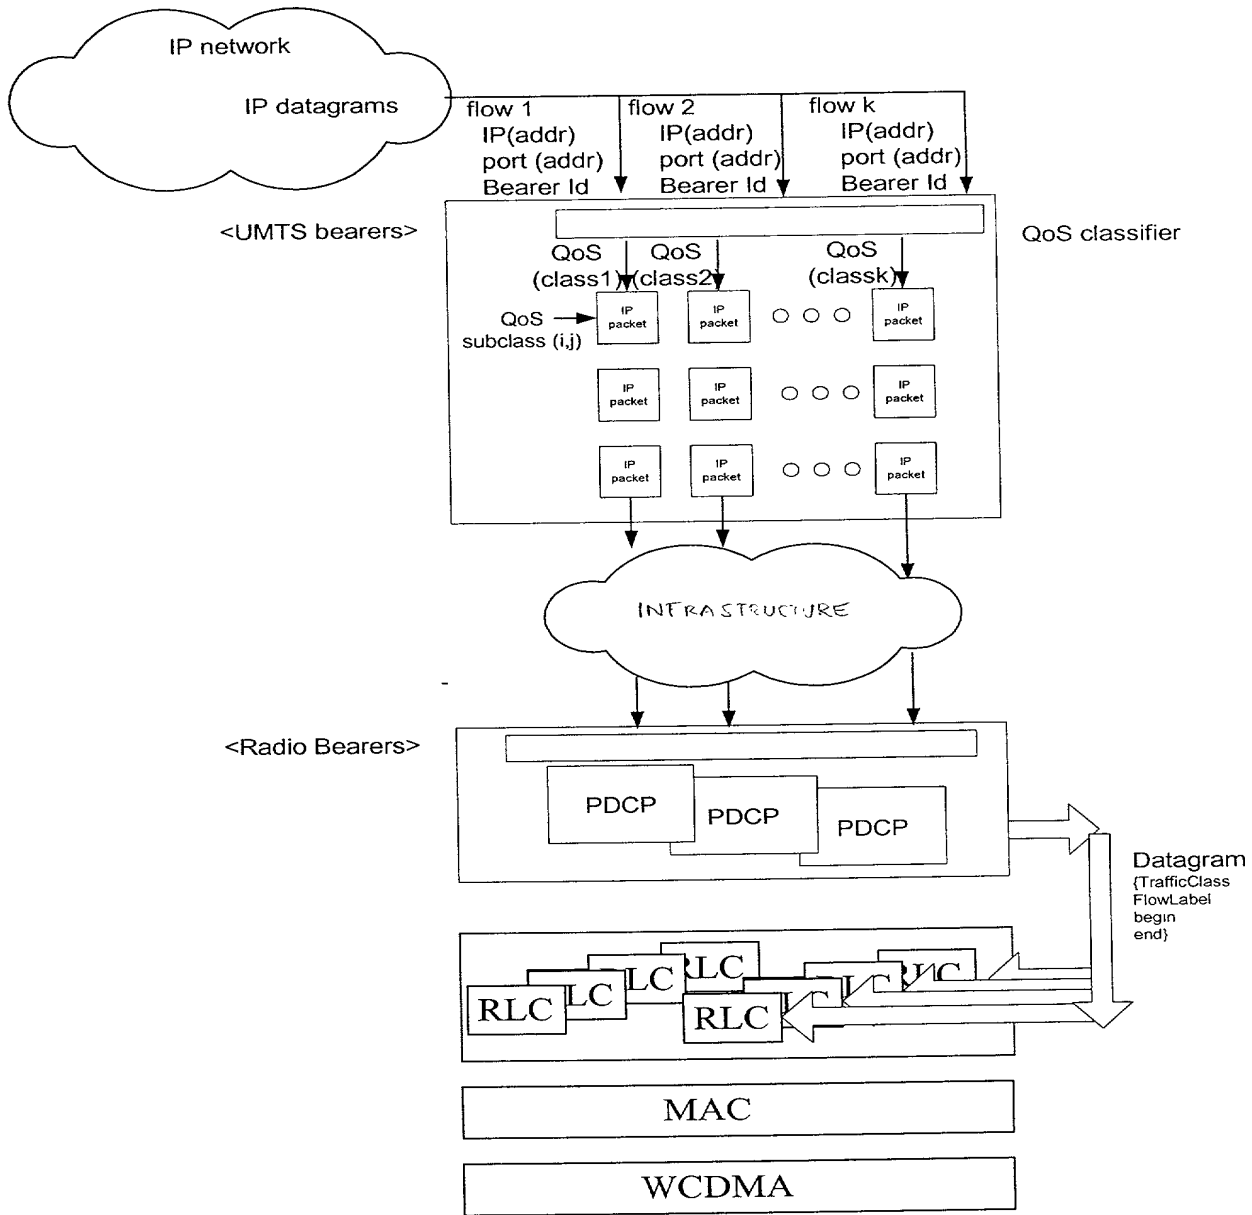 IP network
IP datagrams
flow 1
IP(addr)
port (addr)
Bearer Id
flow 2
IP(addr)
port (addr)
Bearer Id
flow k
IP(addr)
port (addr)
Bearer Id
<UMTS bearers>
QoS classifier
QoS
(class1)
QoS
(class2
QoS
(classk)
QoS
subclass (i,j)
IP
packet
IP
packet
IP
packet
IP
packet
IP
packet
IP
packet
IP
packet
IP
packet
IP
packet
INFRASTRUCTURE
<Radio Bearers>
PDCP
PDCP
PDCP
Datagram
{TrafficClass
FlowLabel
begin
end}
RLC
RLC
RLC
RLC
RLC
RLC
RLC
RLC
MAC
WCDMA